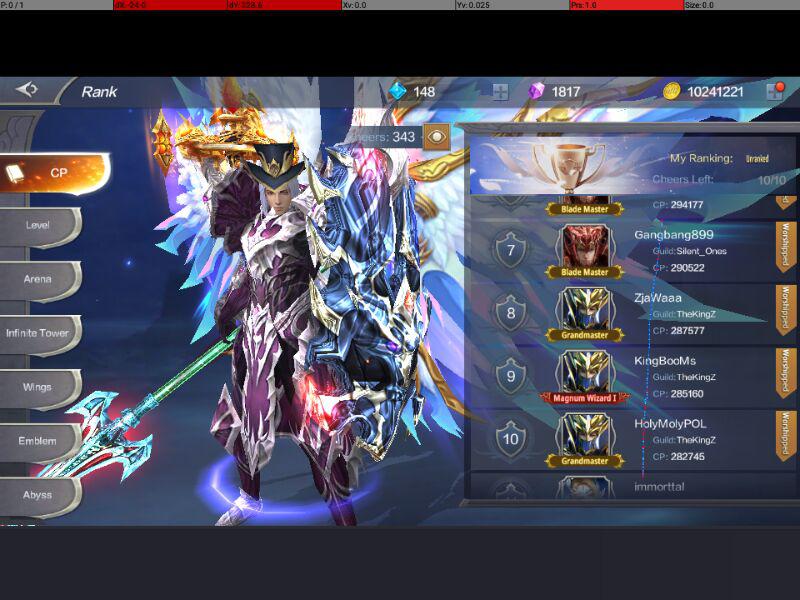 P: 0 / 1 dX: -24.0 dY: 328.6 Xv: 0.0 Yv: 0.025 Prs: 1.0 Size: 0.0
Rank 148 1817 10241221
Cheers: 343
My Ranking: Unranked
Cheers Left: 10/10
CP
Level
Arena
Infinite Tower
Wings
Emblem
Abyss
Blade Master
CP: 294177
7
Blade Master
Gangbang899
Guild:Silent_Ones
CP: 290522
Worshipped
8
Grandmaster
ZjaWaaa
Guild:TheKingZ
CP: 287577
Worshipped
9
Magnum Wizard I
KingBooMs
Guild:TheKingZ
CP: 285160
Worshipped
10
Grandmaster
HolyMolyPOL
Guild:TheKingZ
CP: 282745
Worshipped
immorttal